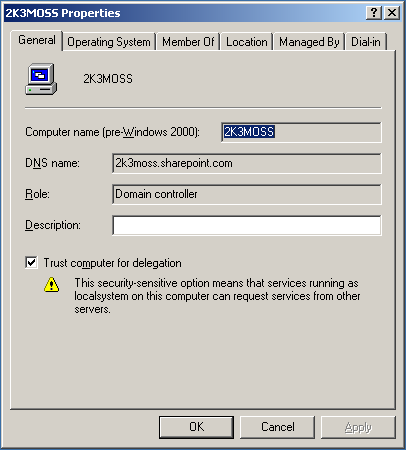 2K3MOSS Properties
General Operating System Member Of Location Managed By Dial-in
2K3MOSS
Computer name (pre-Windows 2000): 2K3MOSS
DNS name: 2k3moss.sharepoint.com
Role: Domain controller
Description:
Trust computer for delegation
This security-sensitive option means that services running as
localsystem on this computer can request services from other
servers.
OK Cancel Apply